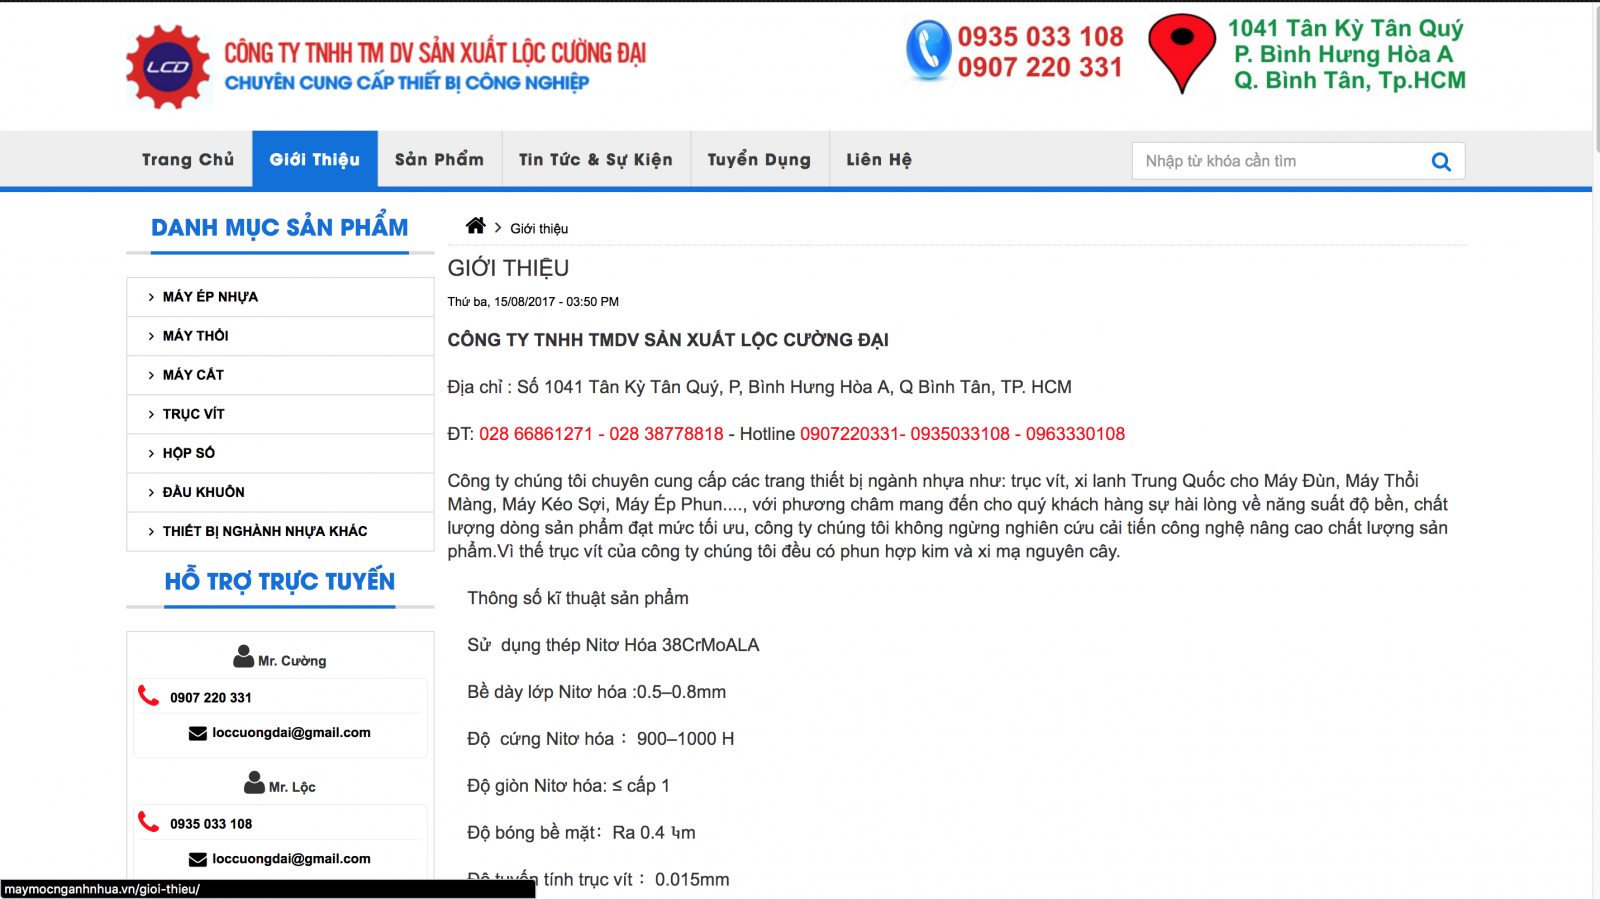 LCD
CÔNG TY TNHH TM DV SẢN XUẤT LỘC CƯỜNG ĐẠI
CHUYÊN CUNG CẤP THIẾT BỊ CÔNG NGHIỆP
0935 033 108
0907 220 331
1041 Tân Kỳ Tân Quý
P. Bình Hưng Hòa A
Q. Bình Tân, Tp.HCM
Trang Chủ Giới Thiệu Sản Phẩm Tin Tức & Sự Kiện Tuyển Dụng Liên Hệ
Nhập từ khóa cần tìm
DANH MỤC SẢN PHẨM
MÁY ÉP NHỰA
MÁY THỔI
MÁY CẮT
TRỤC VÍT
HỘP SỐ
ĐẦU KHUÔN
THIẾT BỊ NGHÀNH NHỰA KHÁC
HỖ TRỢ TRỰC TUYẾN
Mr. Cường
0907 220 331
loccuongdai@gmail.com
Mr. Lộc
0935 033 108
loccuongdai@gmail.com
Giới thiệu
GIỚI THIỆU
Thứ ba, 15/08/2017 - 03:50 PM
CÔNG TY TNHH TMDV SẢN XUẤT LỘC CƯỜNG ĐẠI
Địa chỉ : Số 1041 Tân Kỳ Tân Quý, P, Bình Hưng Hòa A, Q Bình Tân, TP. HCM
ĐT: 028 66861271 - 028 38778818 - Hotline 0907220331- 0935033108 - 0963330108
Công ty chúng tôi chuyên cung cấp các trang thiết bị ngành nhựa như: trục vít, xi lanh Trung Quốc cho Máy Đùn, Máy Thổi
Màng, Máy Kéo Sợi, Máy Ép Phun...., với phương châm mang đến cho quý khách hàng sự hài lòng về năng suất độ bền, chất
lượng dòng sản phẩm đạt mức tối ưu, công ty chúng tôi không ngừng nghiên cứu cải tiến công nghệ nâng cao chất lượng sản
phẩm.Vì thế trục vít của công ty chúng tôi đều có phun hợp kim và xi mạ nguyên cây.
Thông số kĩ thuật sản phẩm
Sử dụng thép Nitơ Hóa 38CrMoALA
Bề dày lớp Nitơ hóa :0.5–0.8mm
Độ cứng Nitơ hóa： 900–1000 H
Độ giòn Nitơ hóa: ≤ cấp 1
Độ bóng bề mặt： Ra 0.4 ʮm
Độ tuyến tính trục vít： 0.015mm
maymocnganhnhua.vn/gioi-thieu/